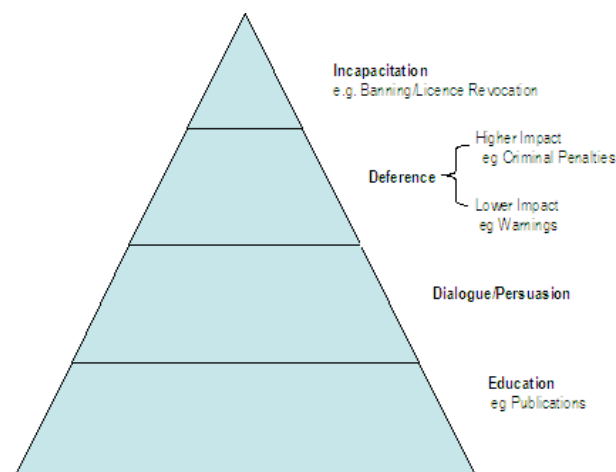 Incapacitation
e.g. Banning/Licence Revocation
Higher Impact
eg Criminal Penalties
Deference
Lower Impact
eg Warnings
Dialogue/Persuasion
Education
eg Publications